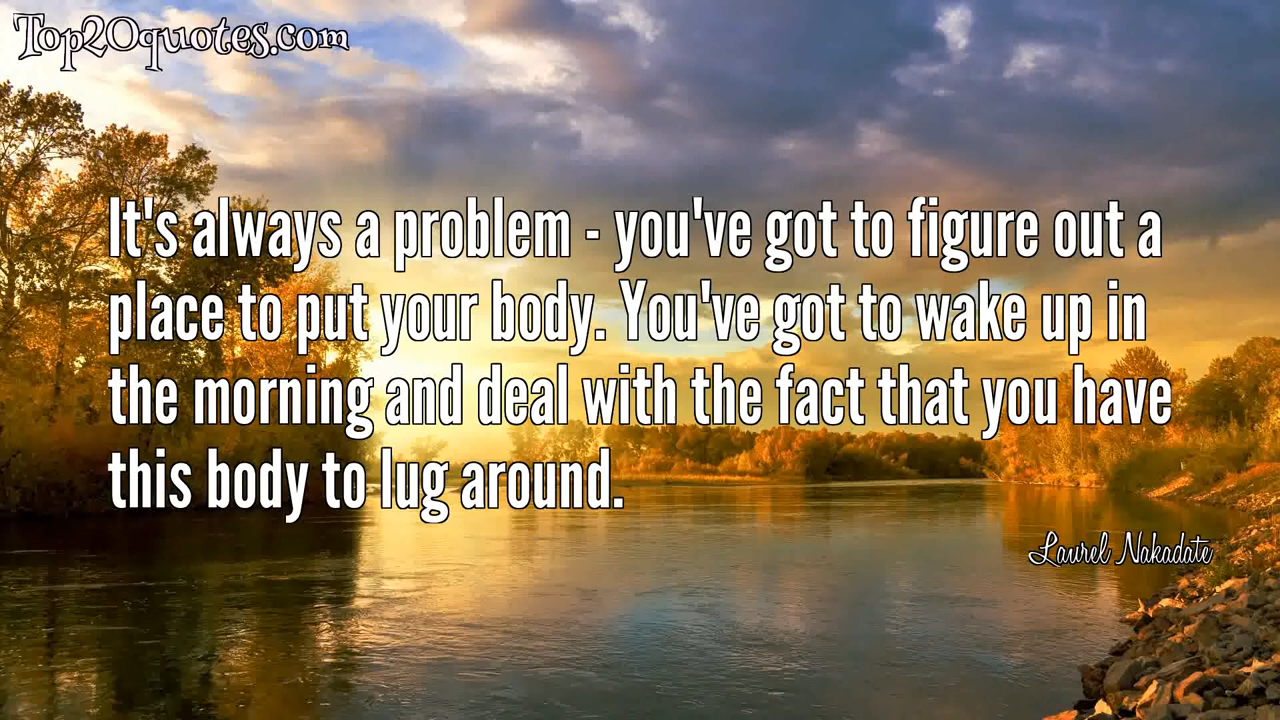 Top20quotes.com
It's always a problem - you've got to figure out a
place to put your body. You've got to wake up in
the morning and deal with the fact that you have
this body to lug around.
Laurel Nakadate